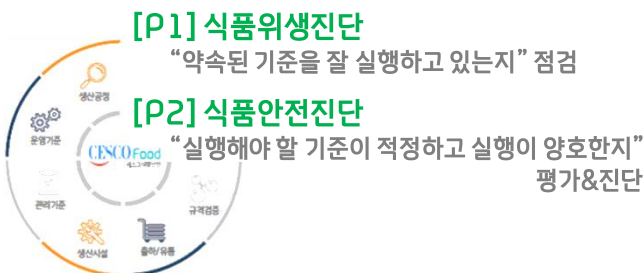 [P1] 식품위생진단
“약속된 기준을 잘 실행하고 있는지” 점검
생산공정
[P2] 식품안전진단
운영기준
“실행해야 할 기준이 적정하고 실행이 양호한지”
CESCO Food
평가&진단
관리기준
규격검증
생산시설
출하/유통